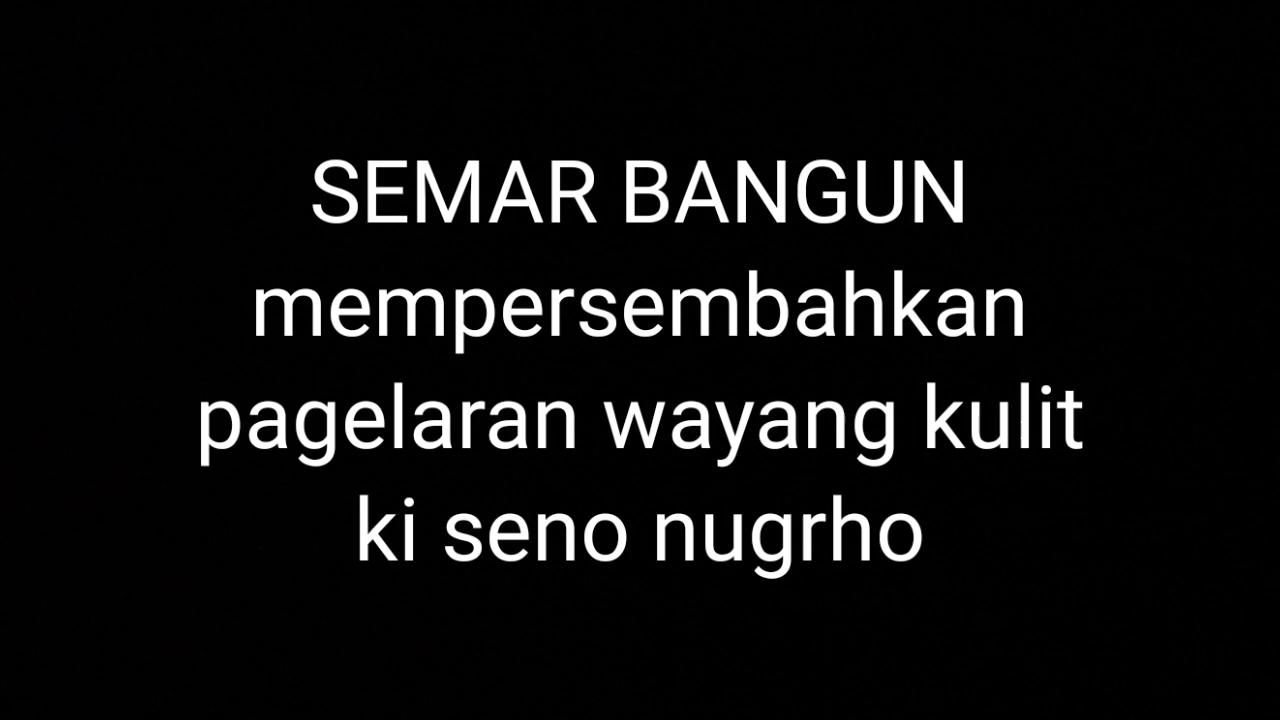 SEMAR BANGUN
mempersembahkan
pagelaran wayang kulit
ki seno nugrho